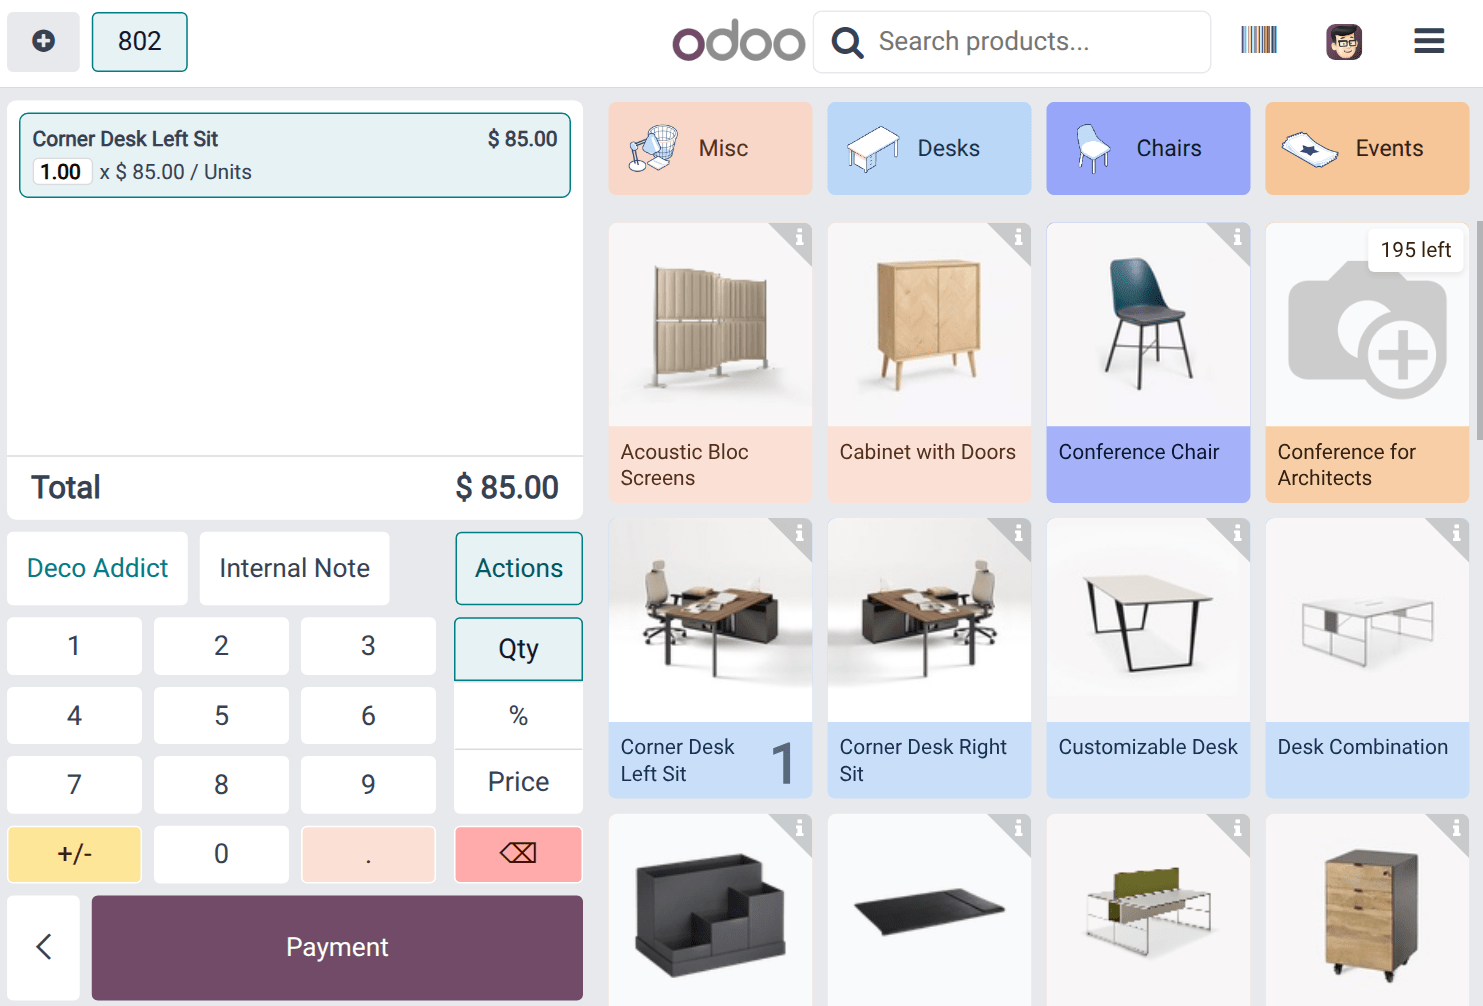 802
odoo
Search products...
Corner Desk Left Sit $ 85.00
1.00 x $ 85.00 / Units
Total $ 85.00
Deco Addict Internal Note Actions
1 2 3 Qty
4 5 6 %
7 8 9 Price
+/- 0 . ⌫
Payment
Misc Desks Chairs Events
195 left
Acoustic Bloc
Screens
Cabinet with Doors
Conference Chair
Conference for
Architects
Corner Desk
Left Sit
1
Corner Desk Right
Sit
Customizable Desk
Desk Combination